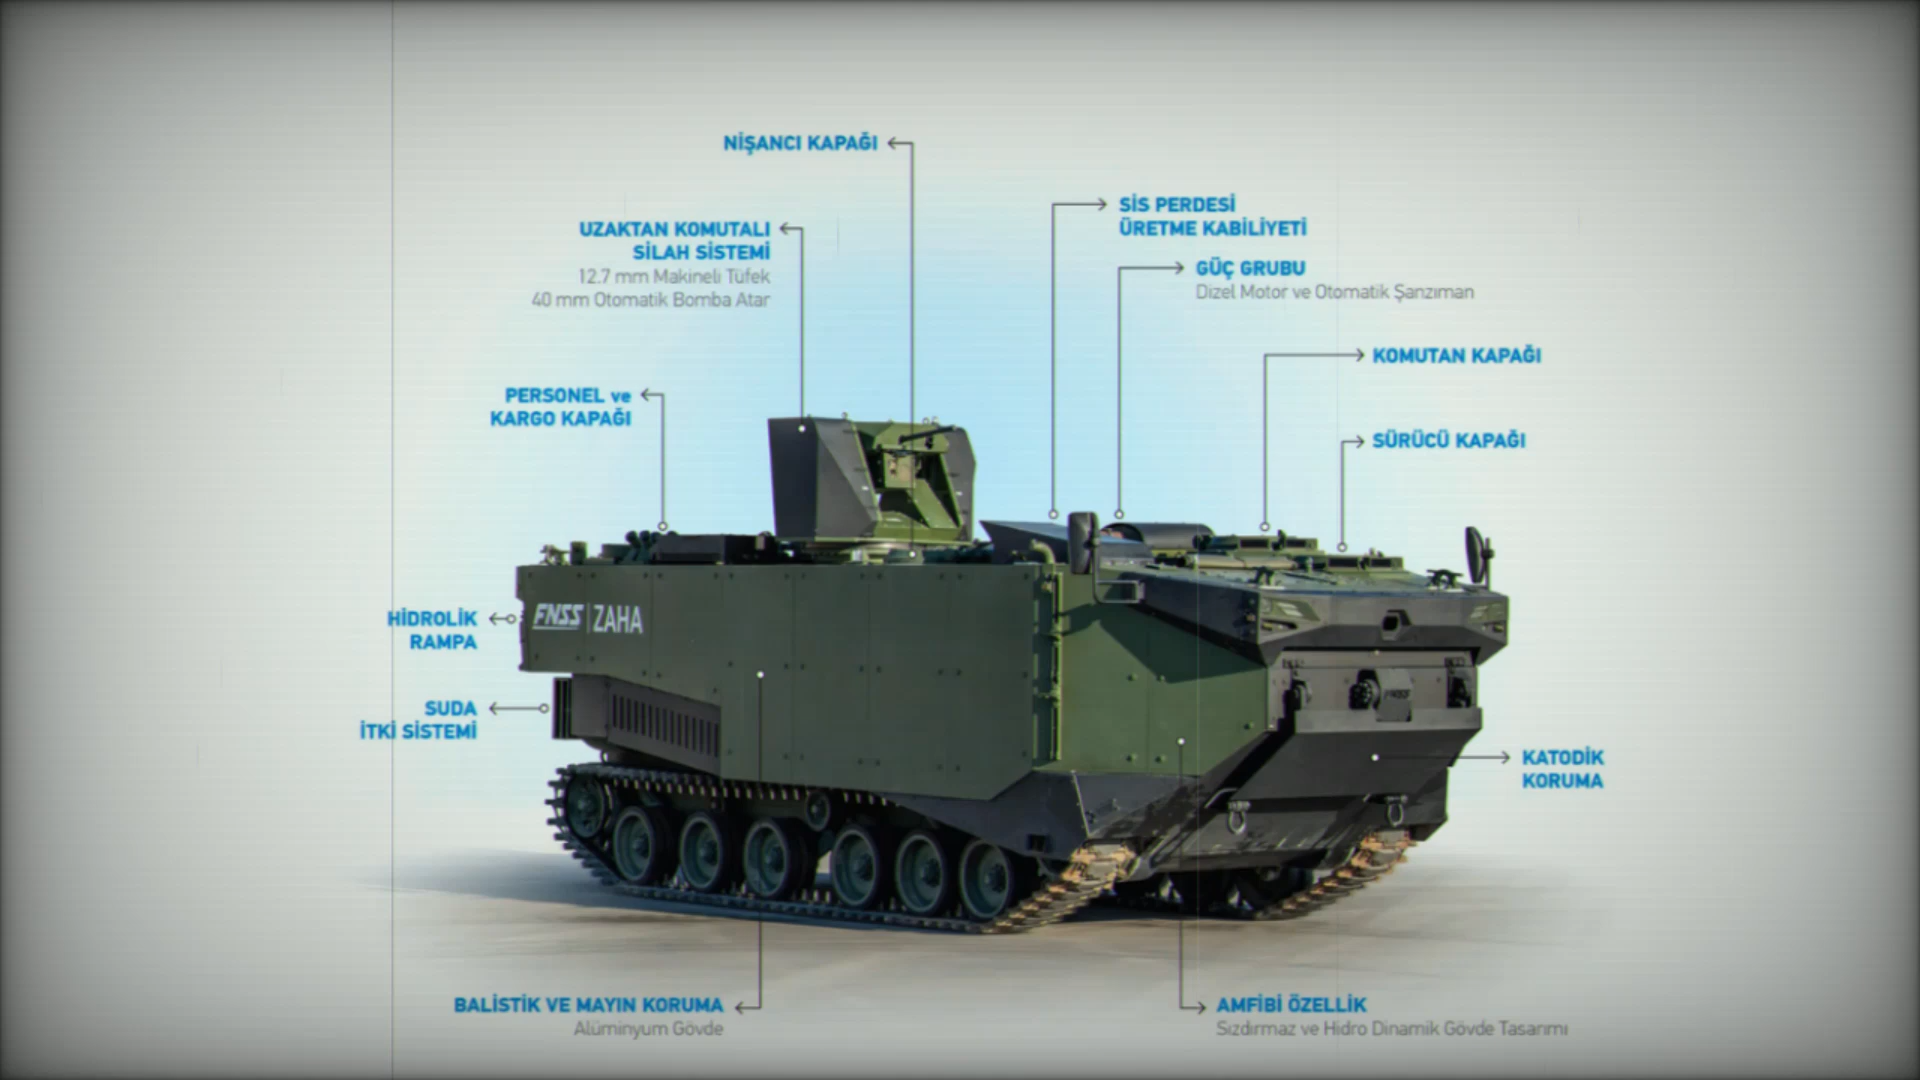 NİŞANCI KAPAĞI
SİS PERDESİ
ÜRETME KABİLİYETİ
UZAKTAN KOMUTALI
SİLAH SİSTEMİ
12.7 mm Makineli Tüfek
40 mm Otomatik Bomba Atar
GÜÇ GRUBU
Dizel Motor ve Otomatik Şanzıman
KOMUTAN KAPAĞI
PERSONEL ve
KARGO KAPAĞI
SÜRÜCÜ KAPAĞI
HİDROLİK
RAMPA
FNSS ZAHA
FNSS
SUDA
İTKİ SİSTEMİ
KATODİK
KORUMA
BALİSTİK VE MAYIN KORUMA
Alüminyum Gövde
AMFİBİ ÖZELLİK
Sızdırmaz ve Hidro Dinamik Gövde Tasarımı